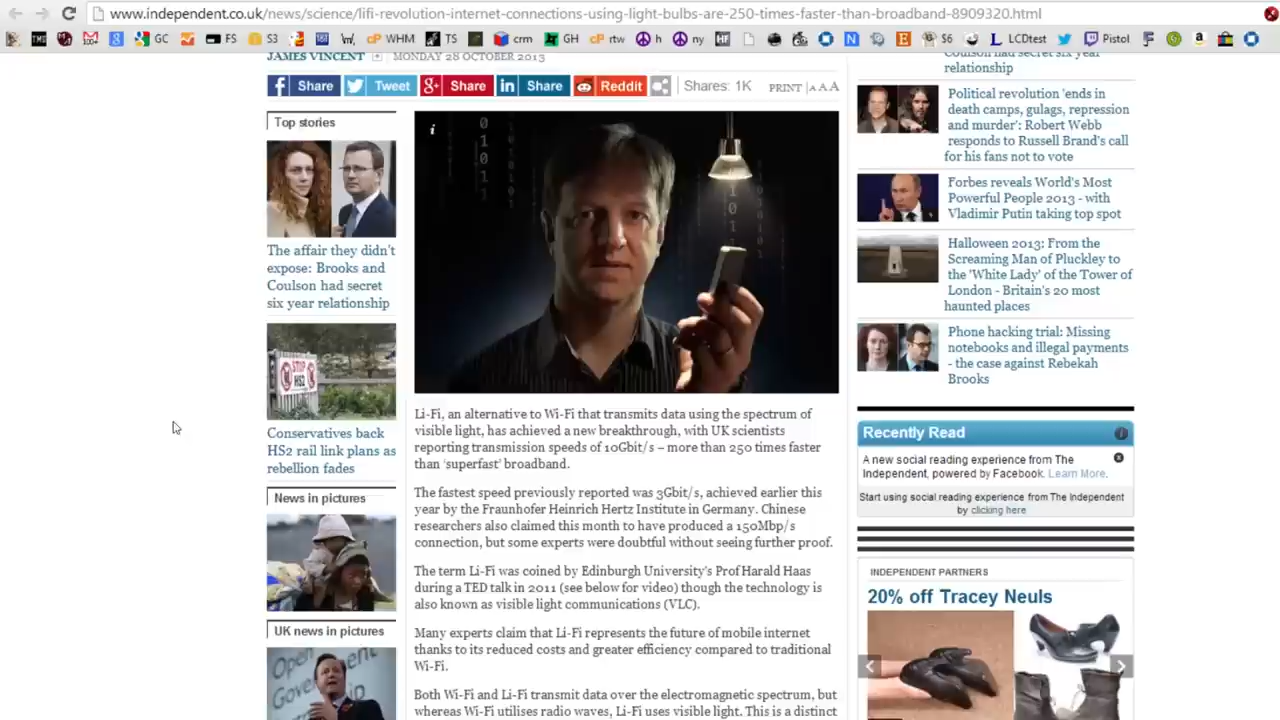 www.independent.co.uk/news/science/lifi-revolution-internet-connections-using-light-bulbs-are-250-times-faster-than-broadband-8909320.html
100+
GC
FS
S3
WHM
TS
crm
GH
rtw
h
ny
HF
S6
LCDtest
Pistol
JAMES VINCENT
MONDAY 28 OCTOBER 2013
Share
Tweet
Share
Share
Reddit
Shares: 1K
PRINT
A A A
Top stories
The affair they didn't
expose: Brooks and
Coulson had secret
six year relationship
STOP
HS2
Conservatives back
HS2 rail link plans as
rebellion fades
News in pictures
UK news in pictures
Open
Li-Fi, an alternative to Wi-Fi that transmits data using the spectrum of
visible light, has achieved a new breakthrough, with UK scientists
reporting transmission speeds of 10Gbit/s – more than 250 times faster
than 'superfast' broadband.
The fastest speed previously reported was 3Gbit/s, achieved earlier this
year by the Fraunhofer Heinrich Hertz Institute in Germany. Chinese
researchers also claimed this month to have produced a 150Mbp/s
connection, but some experts were doubtful without seeing further proof.
The term Li-Fi was coined by Edinburgh University's Prof Harald Haas
during a TED talk in 2011 (see below for video) though the technology is
also known as visible light communications (VLC).
Many experts claim that Li-Fi represents the future of mobile internet
thanks to its reduced costs and greater efficiency compared to traditional
Wi-Fi.
Both Wi-Fi and Li-Fi transmit data over the electromagnetic spectrum, but
whereas Wi-Fi utilises radio waves, Li-Fi uses visible light. This is a distinct
Coulson had secret six year
relationship
Political revolution 'ends in
death camps, gulags, repression
and murder': Robert Webb
responds to Russell Brand's call
for his fans not to vote
Forbes reveals World's Most
Powerful People 2013 - with
Vladimir Putin taking top spot
Halloween 2013: From the
Screaming Man of Pluckley to
the 'White Lady' of the Tower of
London - Britain's 20 most
haunted places
Phone hacking trial: Missing
notebooks and illegal payments
- the case against Rebekah
Brooks
Recently Read
A new social reading experience from The
Independent, powered by Facebook. Learn More.
Start using social reading experience from The Independent
by clicking here
INDEPENDENT PARTNERS
20% off Tracey Neuls